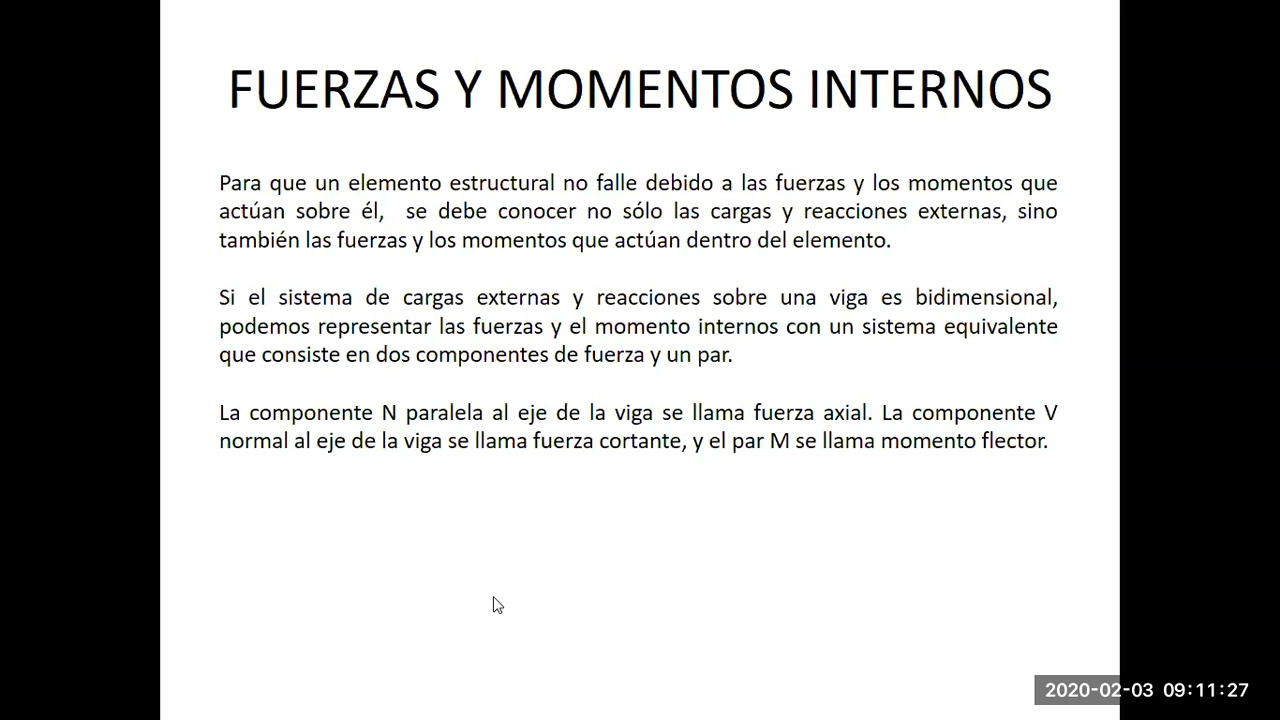 FUERZAS Y MOMENTOS INTERNOS
Para que un elemento estructural no falle debido a las fuerzas y los momentos que
actúan sobre él, se debe conocer no sólo las cargas y reacciones externas, sino
también las fuerzas y los momentos que actúan dentro del elemento.
Si el sistema de cargas externas y reacciones sobre una viga es bidimensional,
podemos representar las fuerzas y el momento internos con un sistema equivalente
que consiste en dos componentes de fuerza y un par.
La componente N paralela al eje de la viga se llama fuerza axial. La componente V
normal al eje de la viga se llama fuerza cortante, y el par M se llama momento flector.
2020-02-03 09:11:27